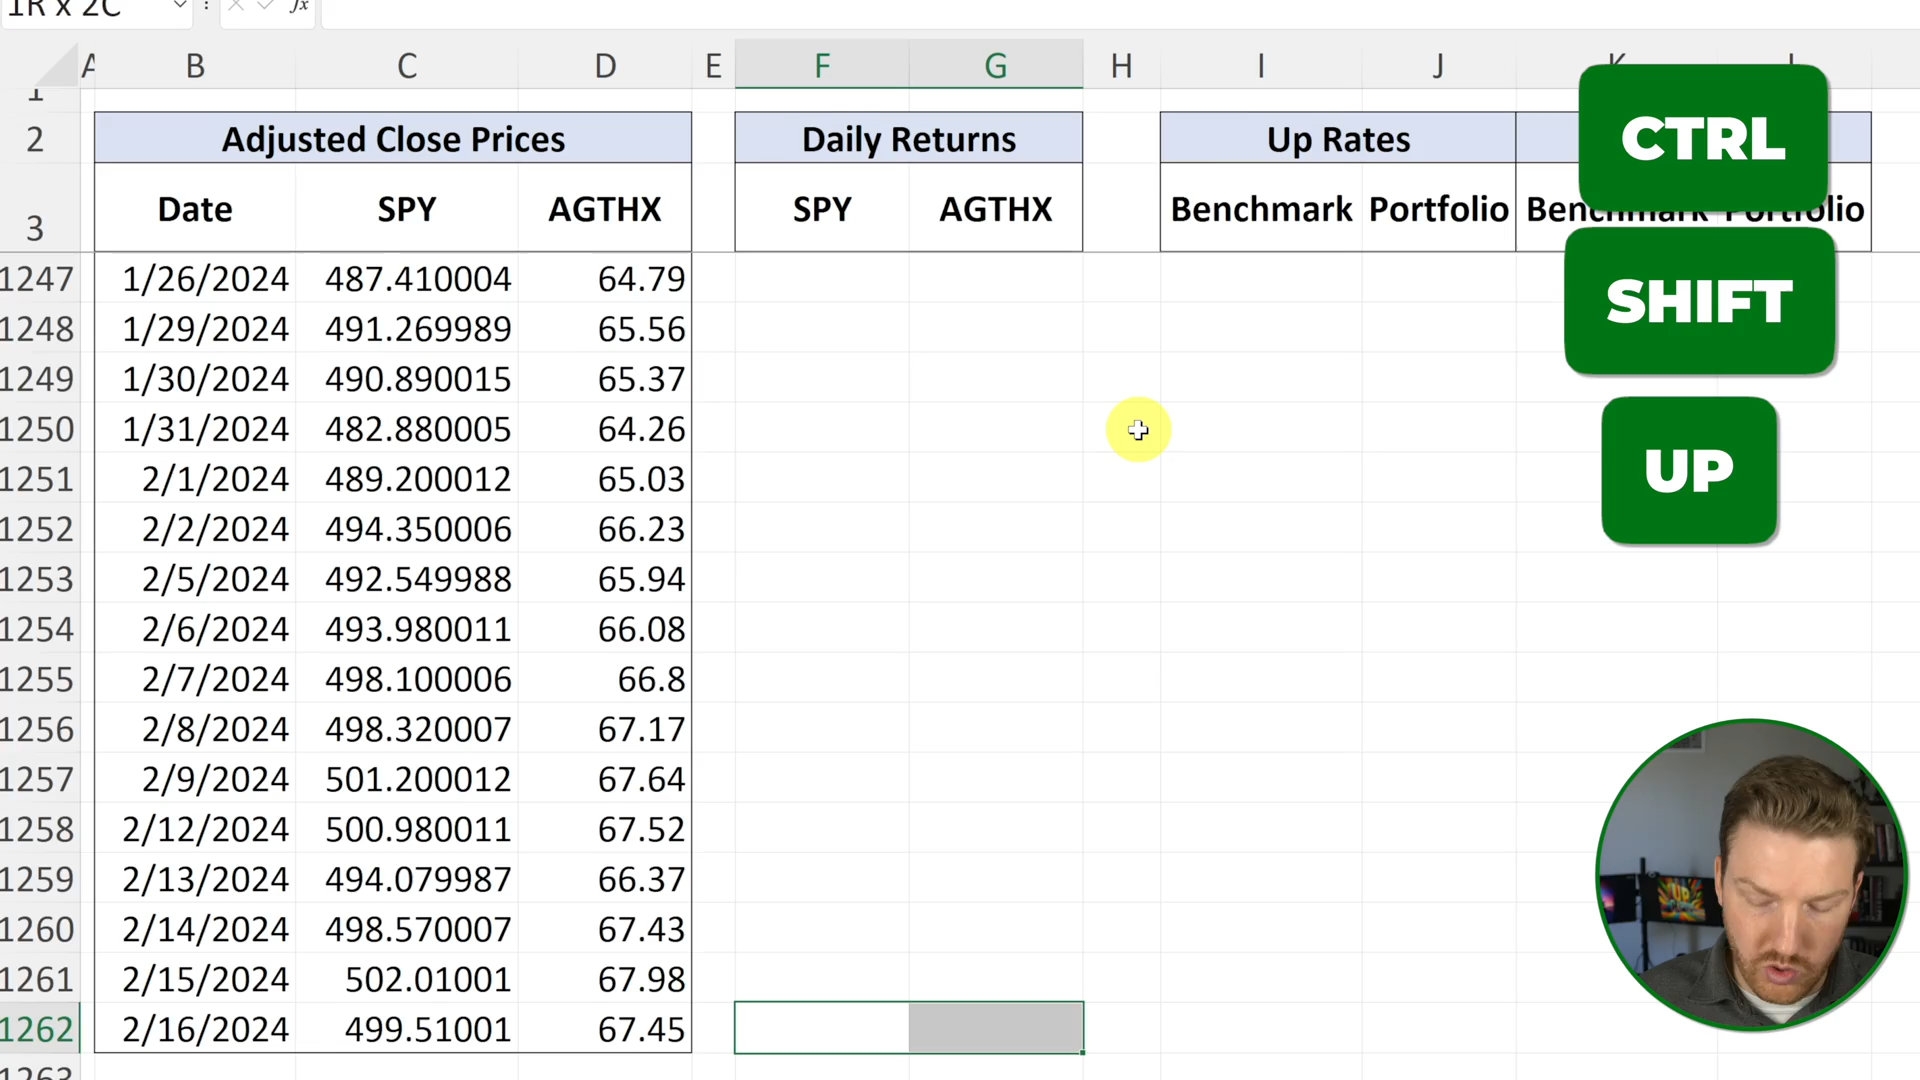 1R x 2C
fx
A B C D E F G H I J
1
2 Adjusted Close Prices Daily Returns Up Rates
3 Date SPY AGTHX SPY AGTHX Benchmark Portfolio Benchmark Portfolio
1247 1/26/2024 487.410004 64.79
1248 1/29/2024 491.269989 65.56
1249 1/30/2024 490.890015 65.37
1250 1/31/2024 482.880005 64.26
1251 2/1/2024 489.200012 65.03
1252 2/2/2024 494.350006 66.23
1253 2/5/2024 492.549988 65.94
1254 2/6/2024 493.980011 66.08
1255 2/7/2024 498.100006 66.8
1256 2/8/2024 498.320007 67.17
1257 2/9/2024 501.200012 67.64
1258 2/12/2024 500.980011 67.52
1259 2/13/2024 494.079987 66.37
1260 2/14/2024 498.570007 67.43
1261 2/15/2024 502.01001 67.98
1262 2/16/2024 499.51001 67.45
1263
CTRL
SHIFT
UP